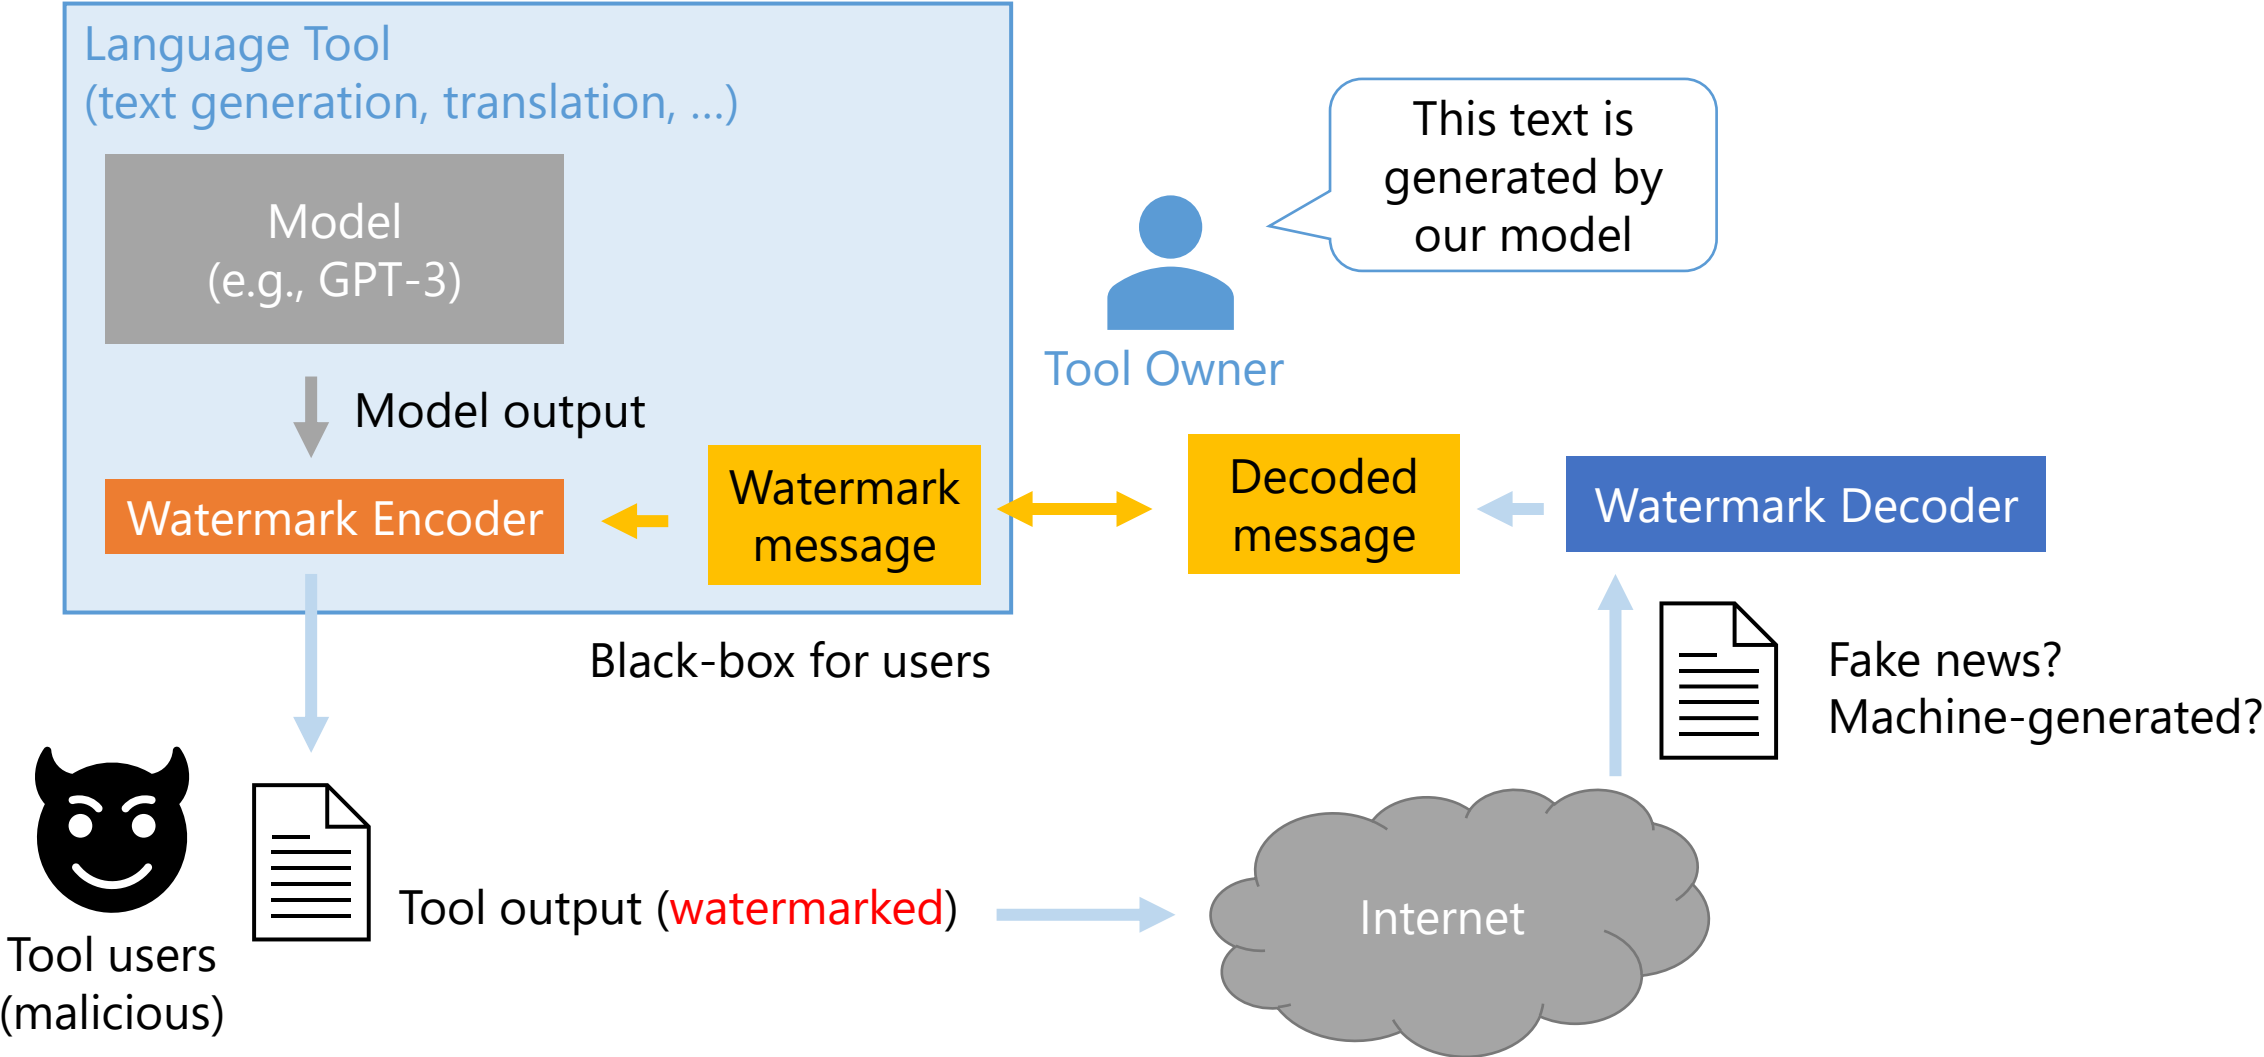 Language Tool
(text generation, translation, ...)
Model
(e.g., GPT-3)
Model output
Watermark Encoder
Watermark
message
Black-box for users
This text is
generated by
our model
Tool Owner
Decoded
message
Watermark Decoder
Fake news?
Machine-generated?
Tool users
(malicious)
Tool output (watermarked)
Internet